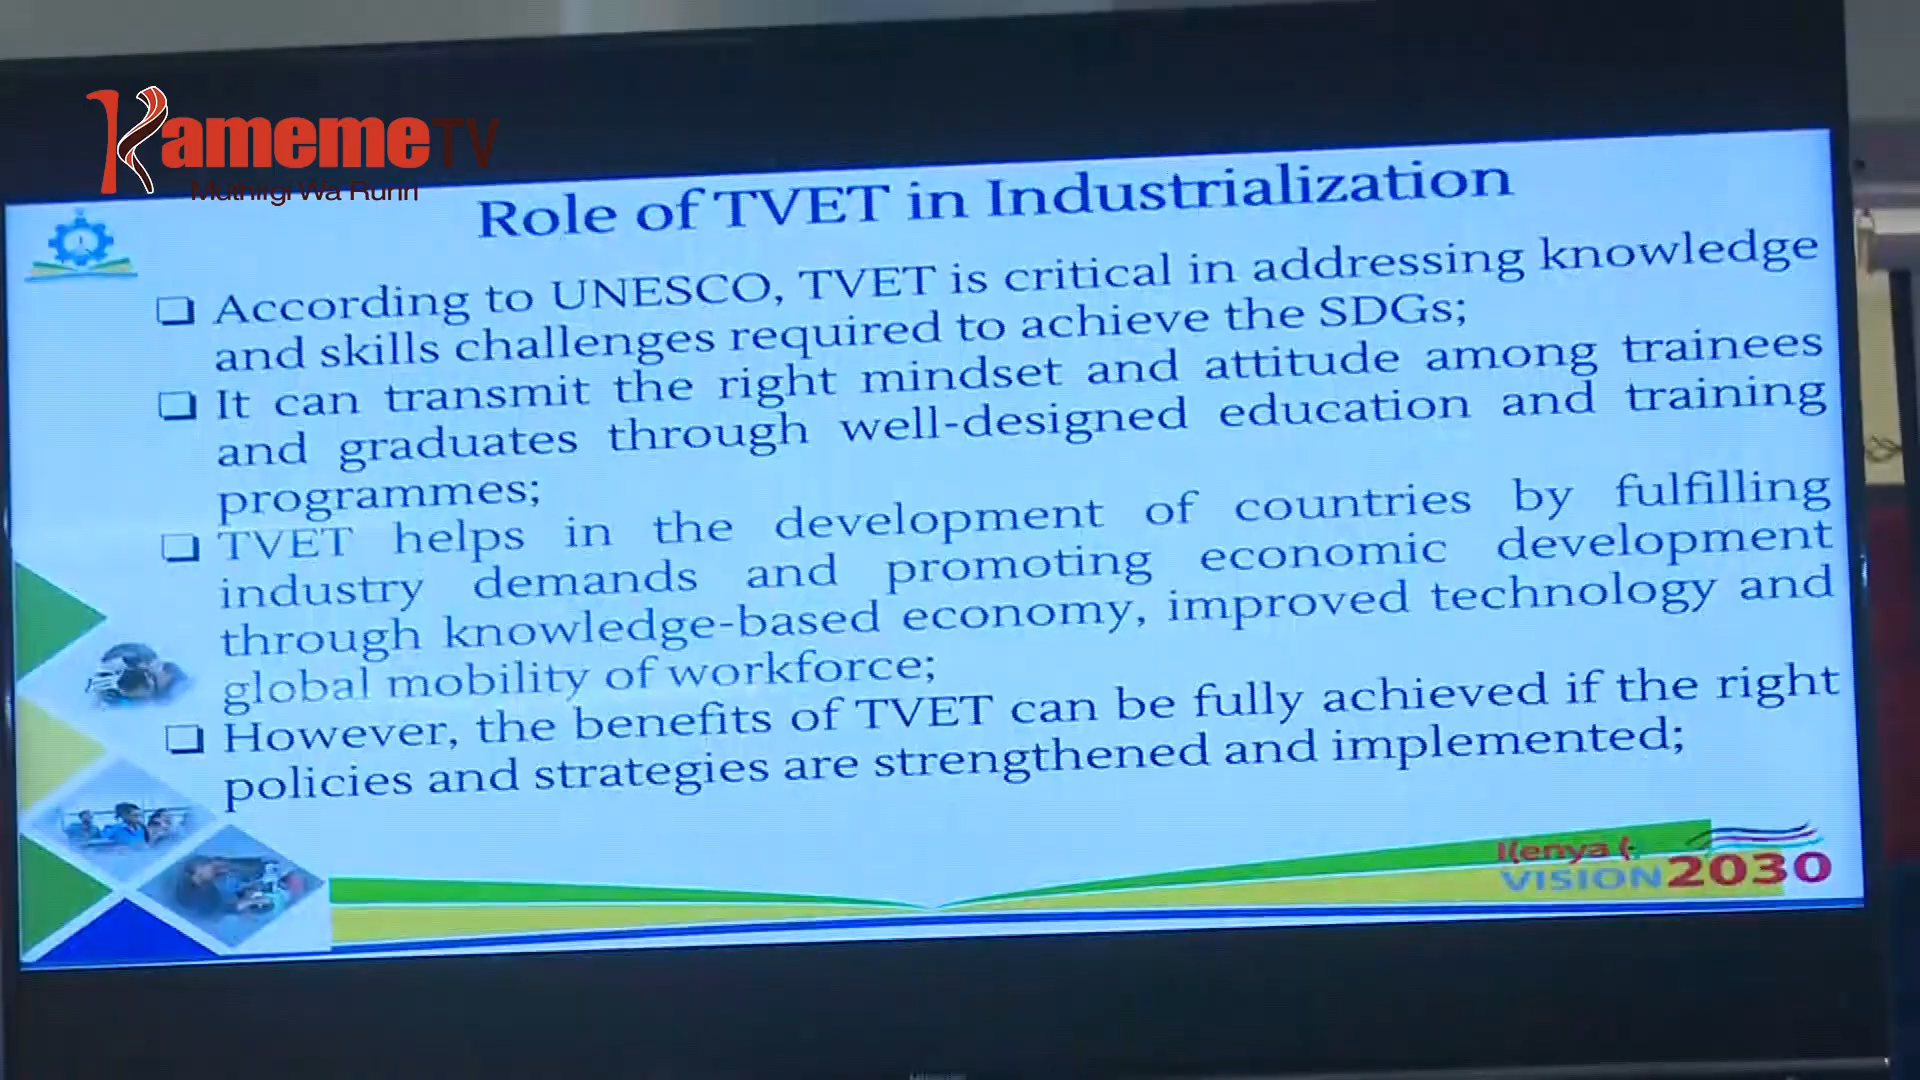 Kameme TV
Role of TVET in Industrialization
❑ According to UNESCO, TVET is critical in addressing knowledge
and skills challenges required to achieve the SDGs;
❑ It can transmit the right mindset and attitude among trainees
and graduates through well-designed education and training
programmes;
❑ TVET helps in the development of countries by fulfilling
industry demands and promoting economic development
through knowledge-based economy, improved technology and
global mobility of workforce;
❑ However, the benefits of TVET can be fully achieved if the right
policies and strategies are strengthened and implemented;
Kenya
VISION 2030